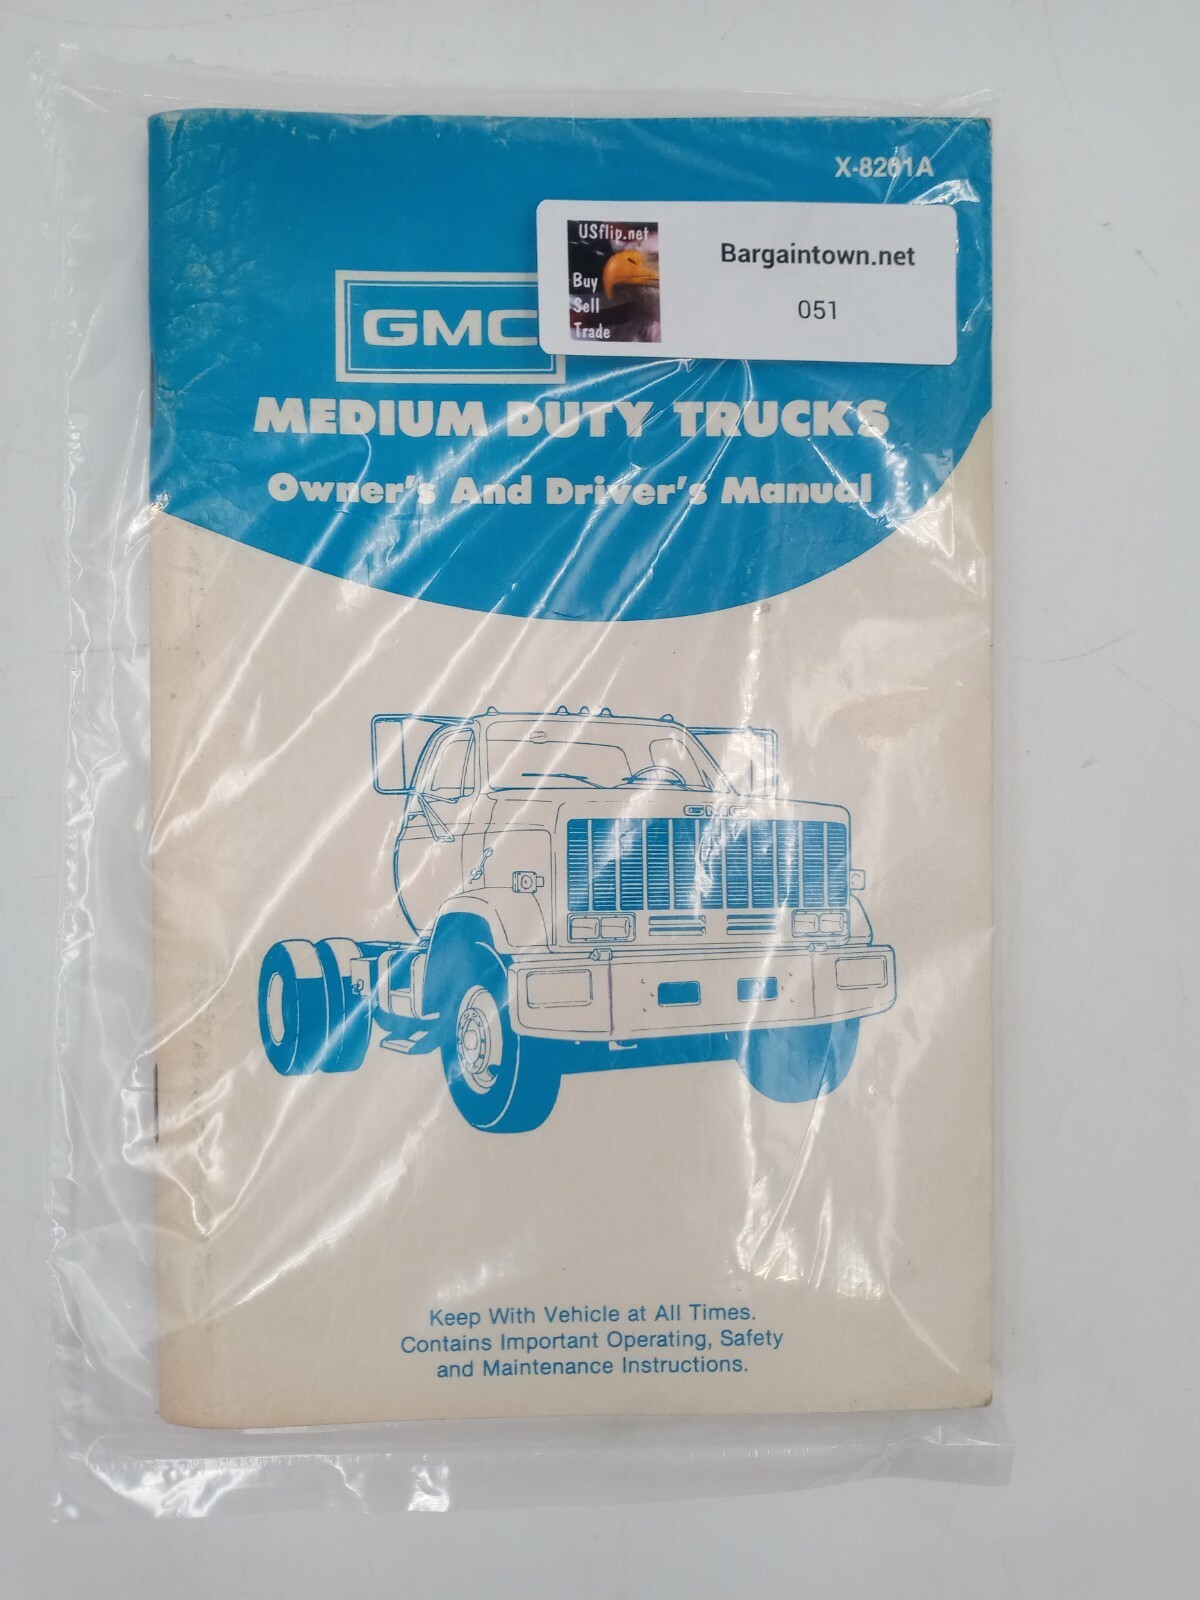 X-8201A
USflip.net
Buy
Sell
Trade
Bargaintown.net
051
GMC
MEDIUM DUTY TRUCKS
Owner's And Driver's Manual
GMC
Keep With Vehicle at All Times.
Contains Important Operating, Safety
and Maintenance Instructions.